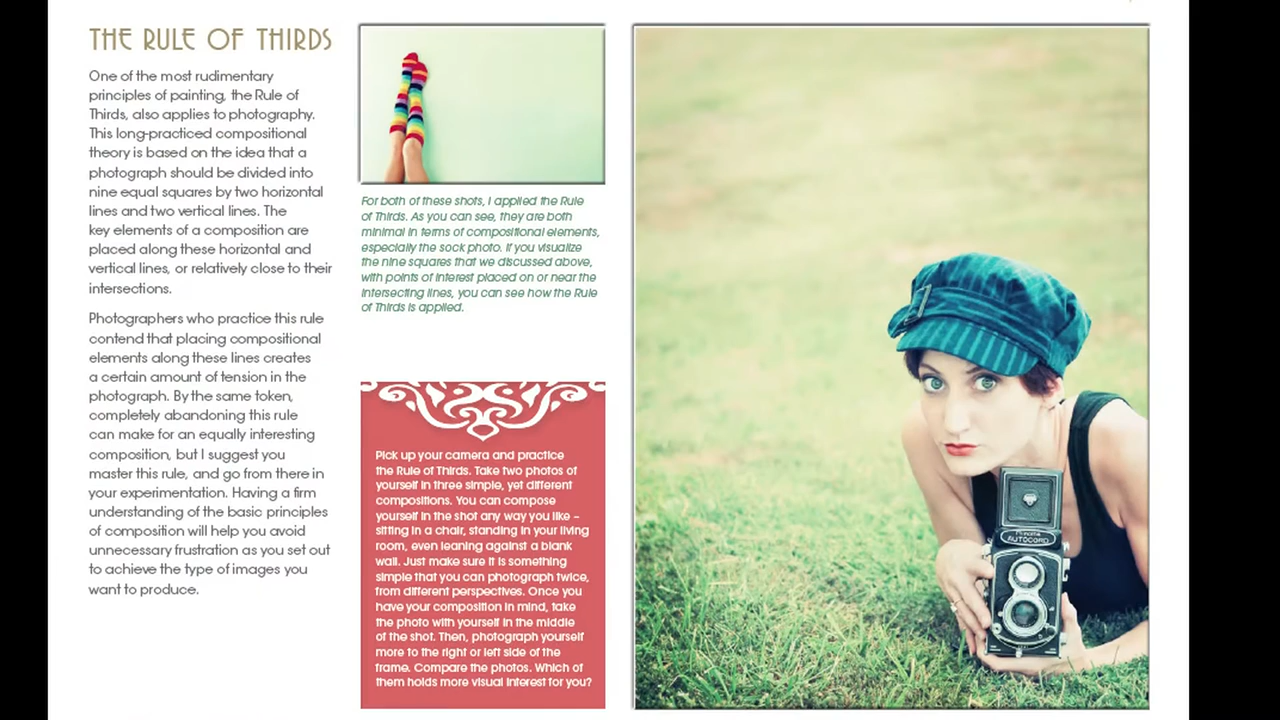 THE RULE OF THIRDS
One of the most rudimentary
principles of painting, the Rule of
Thirds, also applies to photography.
This long-practiced compositional
theory is based on the idea that a
photograph should be divided into
nine equal squares by two horizontal
lines and two vertical lines. The
key elements of a composition are
placed along these horizontal and
vertical lines, or relatively close to their
intersections.
Photographers who practice this rule
contend that placing compositional
elements along these lines creates
a certain amount of tension in the
photograph. By the same token,
completely abandoning this rule
can make for an equally interesting
composition, but I suggest you
master this rule, and go from there in
your experimentation. Having a firm
understanding of the basic principles
of composition will help you avoid
unnecessary frustration as you set out
to achieve the type of images you
want to produce.
For both of these shots, I applied the Rule
of Thirds. As you can see, they are both
minimal in terms of compositional elements,
especially the sock photo. If you visualize
the nine squares that we discussed above,
with points of interest placed on or near the
intersecting lines, you can see how the Rule
of Thirds is applied.
Pick up your camera and practice
the Rule of Thirds. Take two photos of
yourself in three simple, yet different
compositions. You can compose
yourself in the shot any way you like –
sitting in a chair, standing in your living
room, even leaning against a blank
wall. Just make sure it is something
simple that you can photograph twice,
from different perspectives. Once you
have your composition in mind, take
the photo with yourself in the middle
of the shot. Then, photograph yourself
more to the right or left side of the
frame. Compare the photos. Which of
them holds more visual interest for you?
AUTOCORD